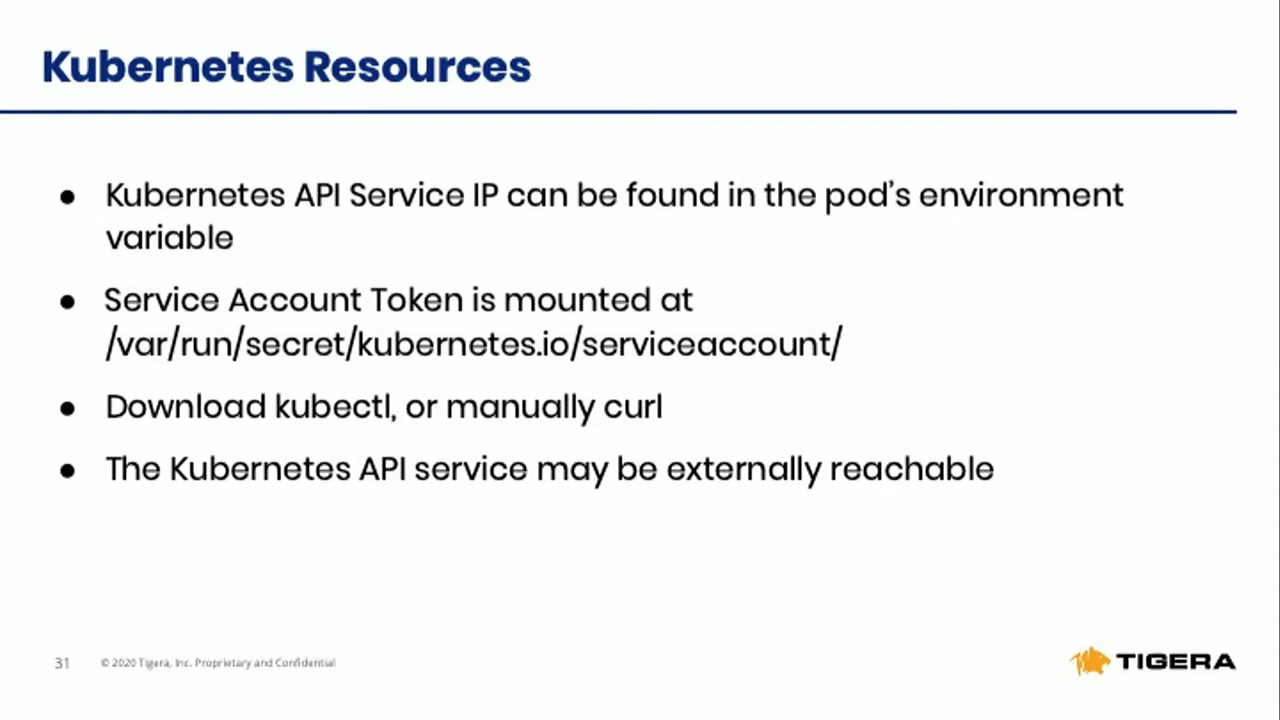 Kubernetes Resources
● Kubernetes API Service IP can be found in the pod’s environment
variable
● Service Account Token is mounted at
/var/run/secret/kubernetes.io/serviceaccount/
● Download kubectl, or manually curl
● The Kubernetes API service may be externally reachable
31 © 2020 Tigera, Inc. Proprietary and Confidential
TIGERA